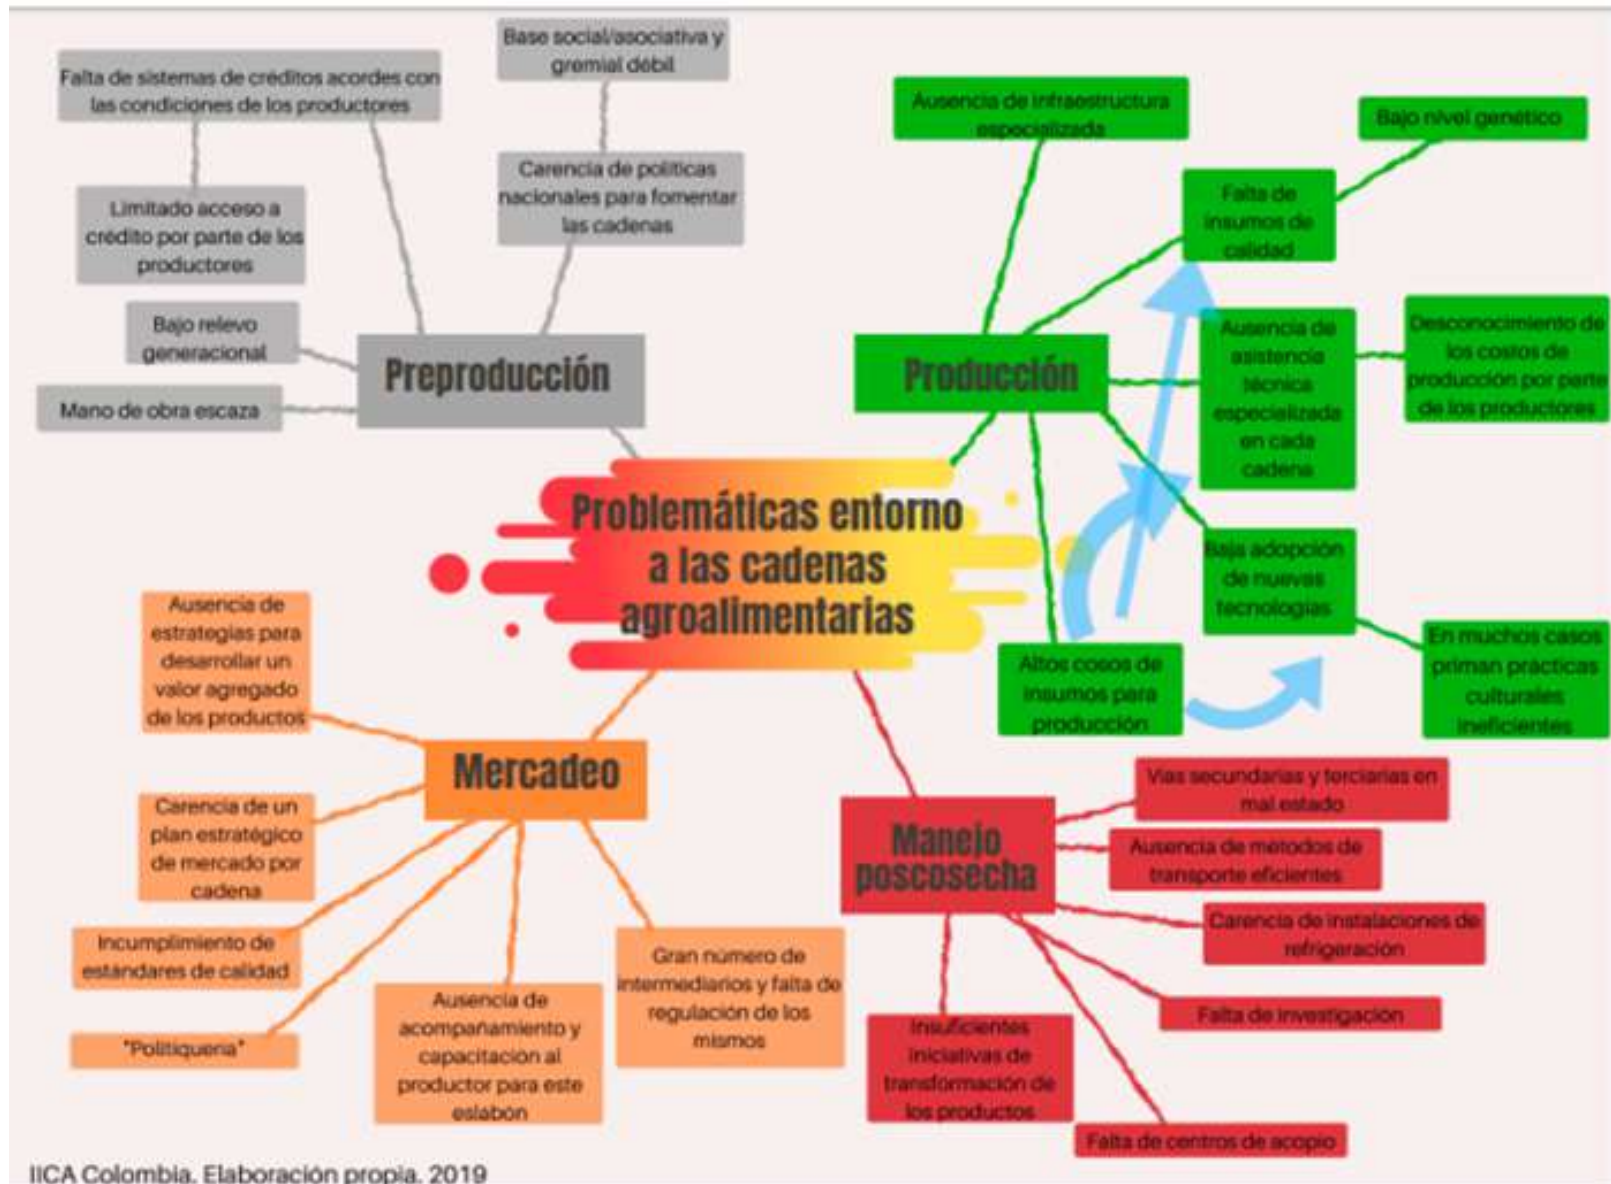 Base social/asociativa y
gremial débil
Falta de sistemas de créditos acordes con
las condiciones de los productores
Carencia de políticas
nacionales para fomentar
las cadenas
Limitado acceso a
crédito por parte de los
productores
Bajo relevo
generacional
Mano de obra escaza
Preproducción
Ausencia de infraestructura
especializada
Bajo nivel genético
Falta de
insumos de
calidad
Producción
Ausencia de
asistencia
técnica
especializada
en cada
cadena
Desconocimiento de
los costos de
producción por parte
de los productores
Baja adopción
de nuevas
tecnologías
En muchos casos
priman prácticas
culturales
ineficientes
Altos cosos de
insumos para
producción
Problemáticas entorno
a las cadenas
agroalimentarias
Ausencia de
estrategias para
desarrollar un
valor agregado
de los productos
Mercadeo
Carencia de un
plan estratégico
de mercado por
cadena
Incumplimiento de
estándares de calidad
"Politiqueria"
Ausencia de
acompañamiento y
capacitación al
productor para este
eslabón
Gran número de
intermediarios y falta de
regulación de los
mismos
Manejo
poscosecha
Vías secundarias y terciarias en
mal estado
Ausencia de métodos de
transporte eficientes
Carencia de instalaciones de
refrigeración
Falta de investigación
Insuficientes
iniciativas de
transformación de
los productos
Falta de centros de acopio
IICA Colombia. Elaboración propia. 2019